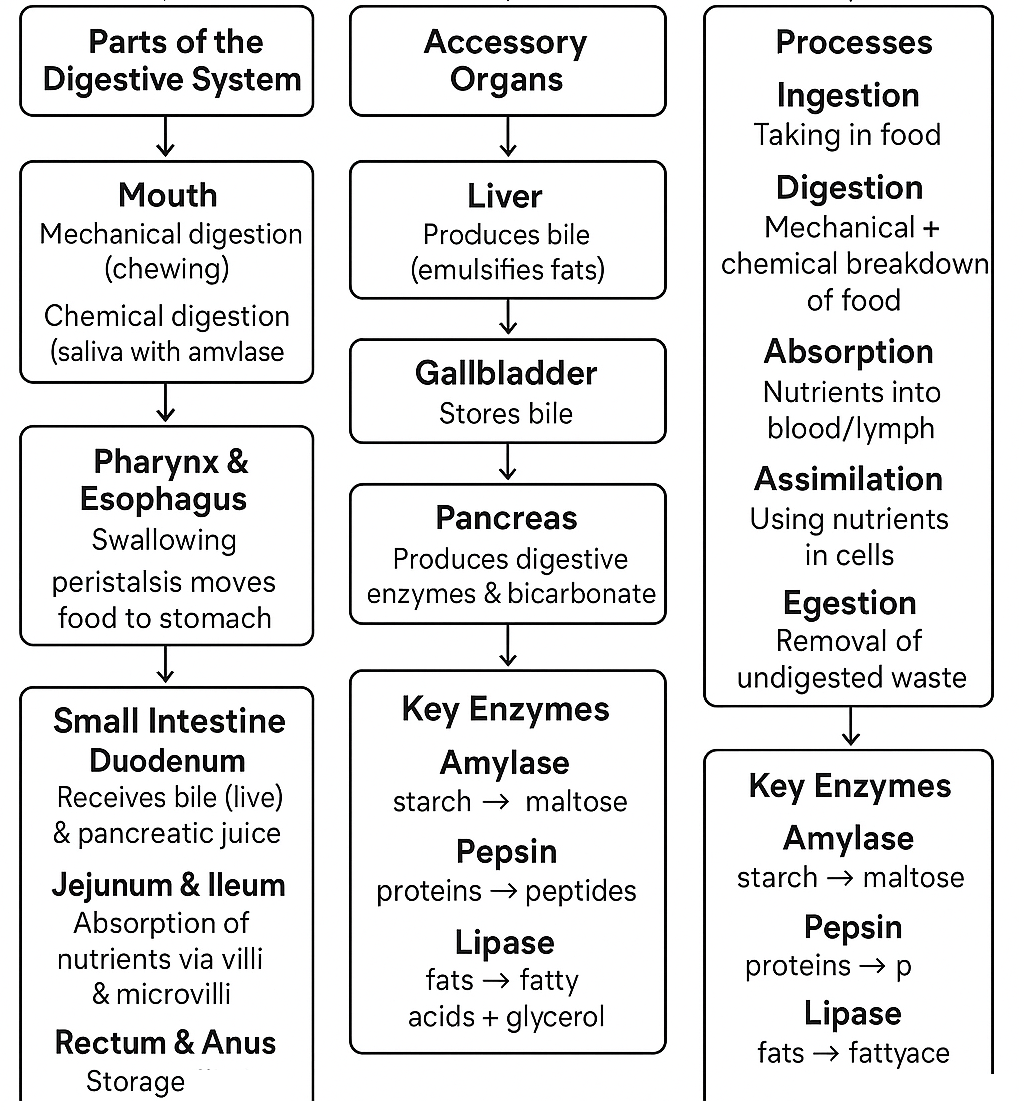 Parts of the
Digestive System
Mouth
Mechanical digestion
(chewing)
Chemical digestion
(saliva with amvlase
Pharynx &
Esophagus
Swallowing
peristalsis moves
food to stomach
Small Intestine
Duodenum
Receives bile (live)
& pancreatic juice
Jejunum & Ileum
Absorption of
nutrients via villi
& microvilli
Rectum & Anus
Storage
Accessory
Organs
Liver
Produces bile
(emulsifies fats)
Gallbladder
Stores bile
Pancreas
Produces digestive
enzymes & bicarbonate
Key Enzymes
Amylase
starch → maltose
Pepsin
proteins → peptides
Lipase
fats → fatty
acids + glycerol
Processes
Ingestion
Taking in food
Digestion
Mechanical +
chemical breakdown
of food
Absorption
Nutrients into
blood/lymph
Assimilation
Using nutrients
in cells
Egestion
Removal of
undigested waste
Key Enzymes
Amylase
starch → maltose
Pepsin
proteins → p
Lipase
fats → fattyace